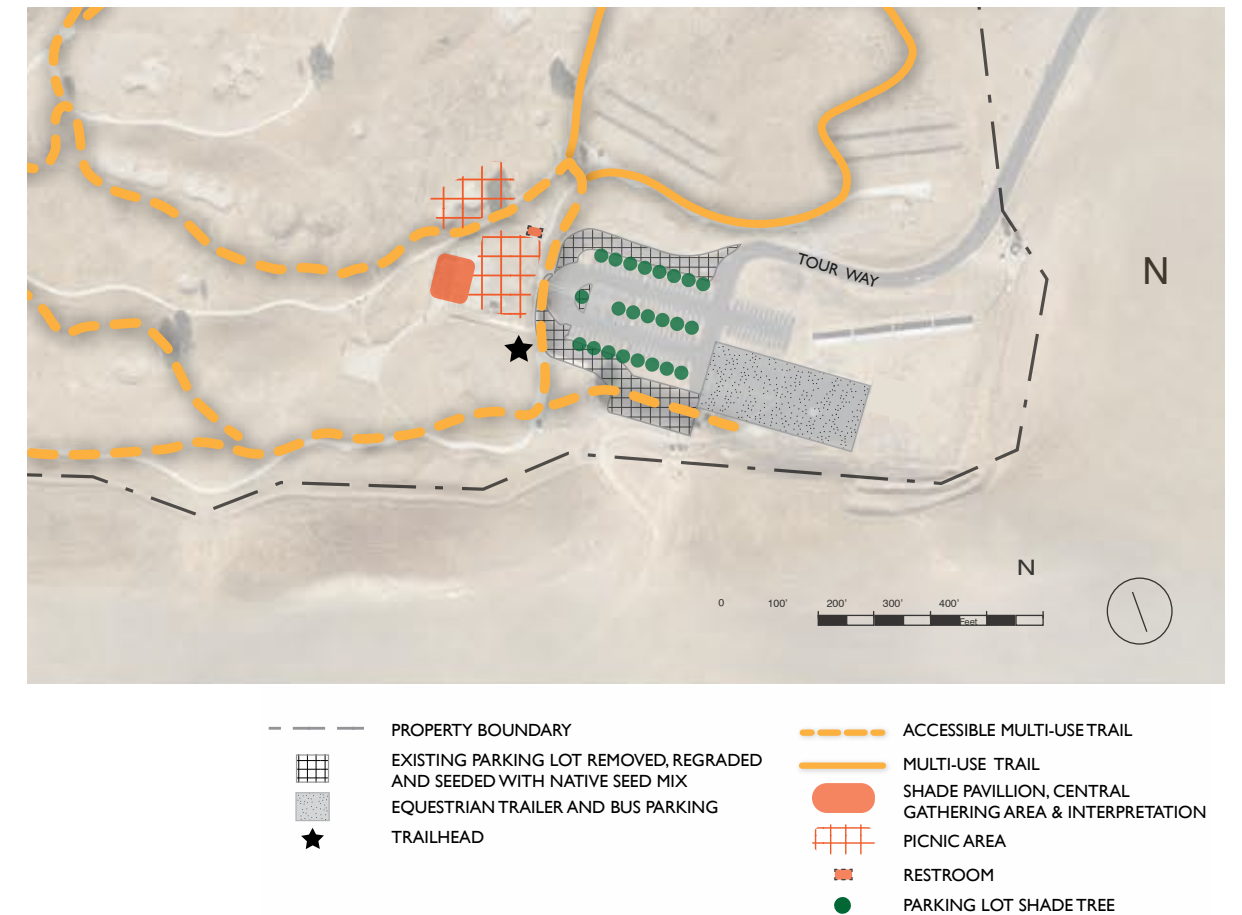 TOUR WAY
N
N
0 100' 200' 300' 400'
Feet
PROPERTY BOUNDARY
EXISTING PARKING LOT REMOVED, REGRADED
AND SEEDED WITH NATIVE SEED MIX
EQUESTRIAN TRAILER AND BUS PARKING
TRAILHEAD
ACCESSIBLE MULTI-USE TRAIL
MULTI-USE TRAIL
SHADE PAVILLION, CENTRAL
GATHERING AREA & INTERPRETATION
PICNIC AREA
RESTROOM
PARKING LOT SHADE TREE